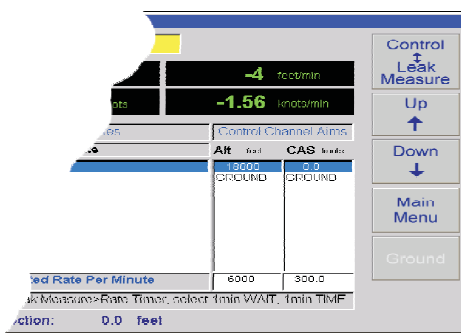 -4 feet/min
-1.56 knots/min
Control Channel Aims
Alt feet CAS knots
18000 0.0
GROUND GROUND
ted Rate Per Minute 6000 300.0
ak Measure>Rate Timer, select 1min WAIT, 1min TIME
ction: 0.0 feet
Control
↕
Leak
Measure
Up
↑
Down
↓
Main
Menu
Ground